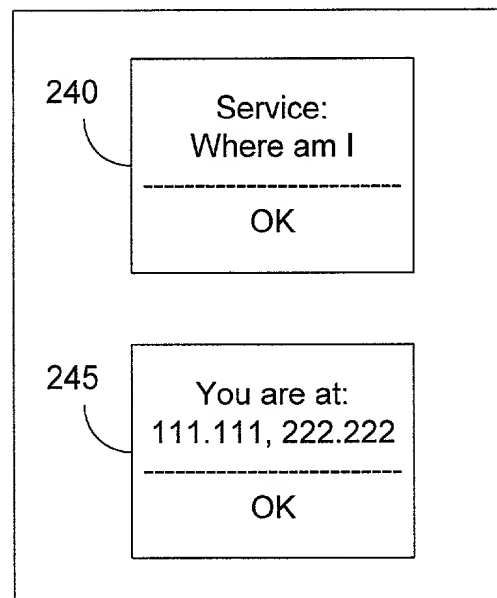 240
Service:
Where am I
OK
245
You are at:
111.111, 222.222
OK